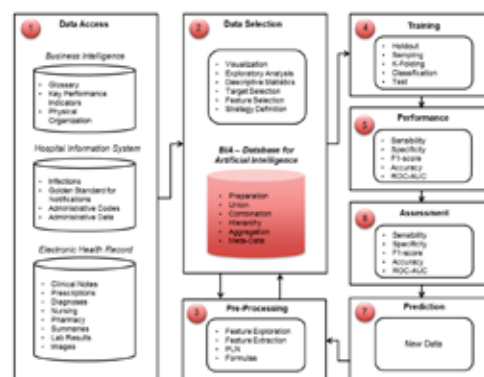 1 Data Access
Business Intelligence
• Glossary
• Key Performance
Indicators
• Physical
Organization
Hospital Information System
• Infections
• Golden Standard for
Notifications
• Administrative Codes
• Administrative Data
Electronic Health Record
• Clinical Notes
• Prescriptions
• Diagnoses
• Nursing
• Pharmacy
• Summaries
• Lab Results
• Images
2 Data Selection
• Visualization
• Exploratory Analysis
• Descriptive Statistics
• Target Selection
• Feature Selection
• Strategy Definition
Database for
Artificial Intelligence
• Preparation
• Union
• Combination
• Hierarchy
• Aggregation
• Meta-Data
3 Pre-Processing
• Feature Exploration
• Feature Extraction
• PLN
• Formulae
4 Training
• Holdout
• Sampling
• K-Folding
• Classification
• Test
5 Performance
• Sensibility
• Specificity
• F1-score
• Accuracy
• ROC-AUC
6 Assessment
• Sensibility
• Specificity
• F1-score
• Accuracy
• ROC-AUC
7 Prediction
New Data